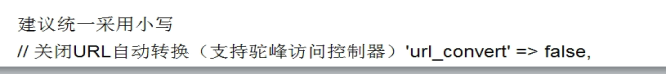 建议统一采用小写
// 关闭URL自动转换（支持驼峰访问控制器）'url_convert' => false,